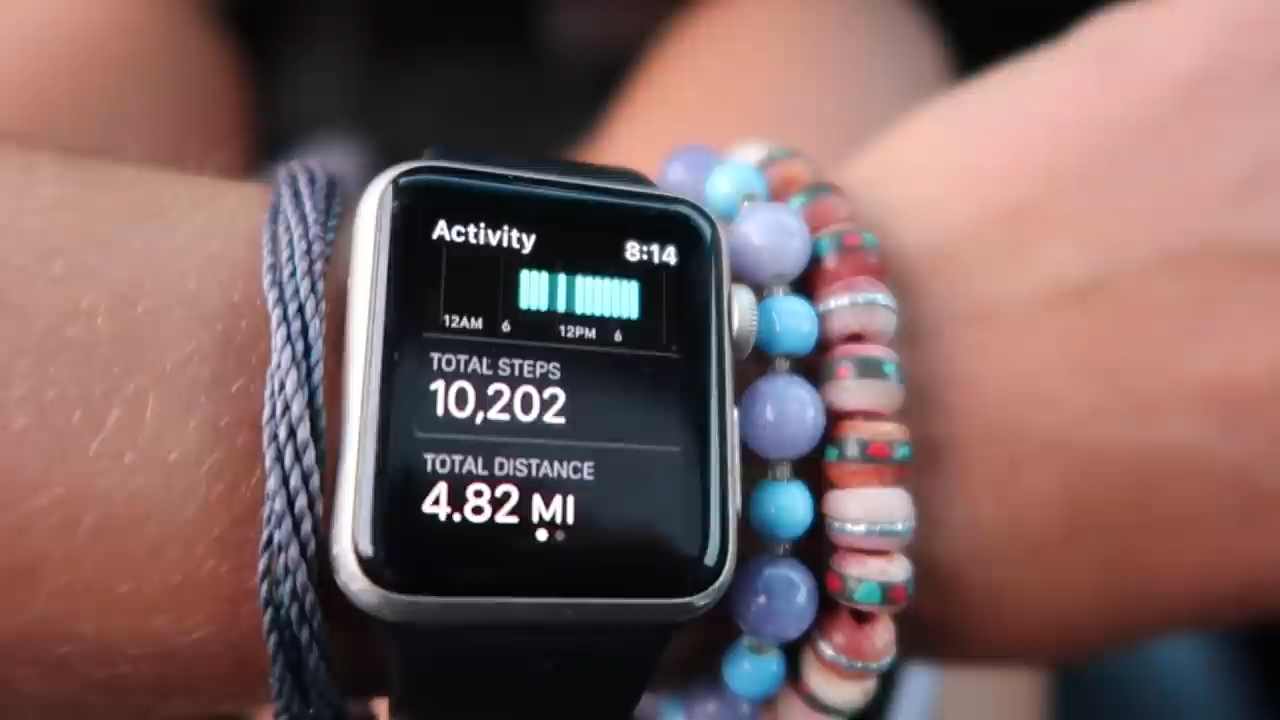 Activity
8:14
12AM 6 12PM 6
TOTAL STEPS
10,202
TOTAL DISTANCE
4.82 MI